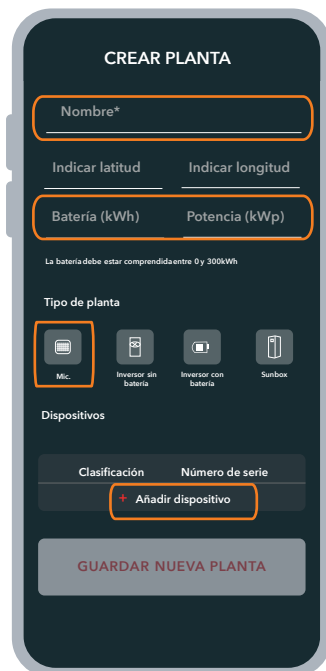 CREAR PLANTA
Nombre*
Indicar latitud Indicar longitud
Batería (kWh) Potencia (kWp)
La batería debe estar comprendida entre 0 y 300kWh
Tipo de planta
Mic. Inversor sin batería Inversor con batería Sunbox
Dispositivos
Clasificación Número de serie
+ Añadir dispositivo
GUARDAR NUEVA PLANTA